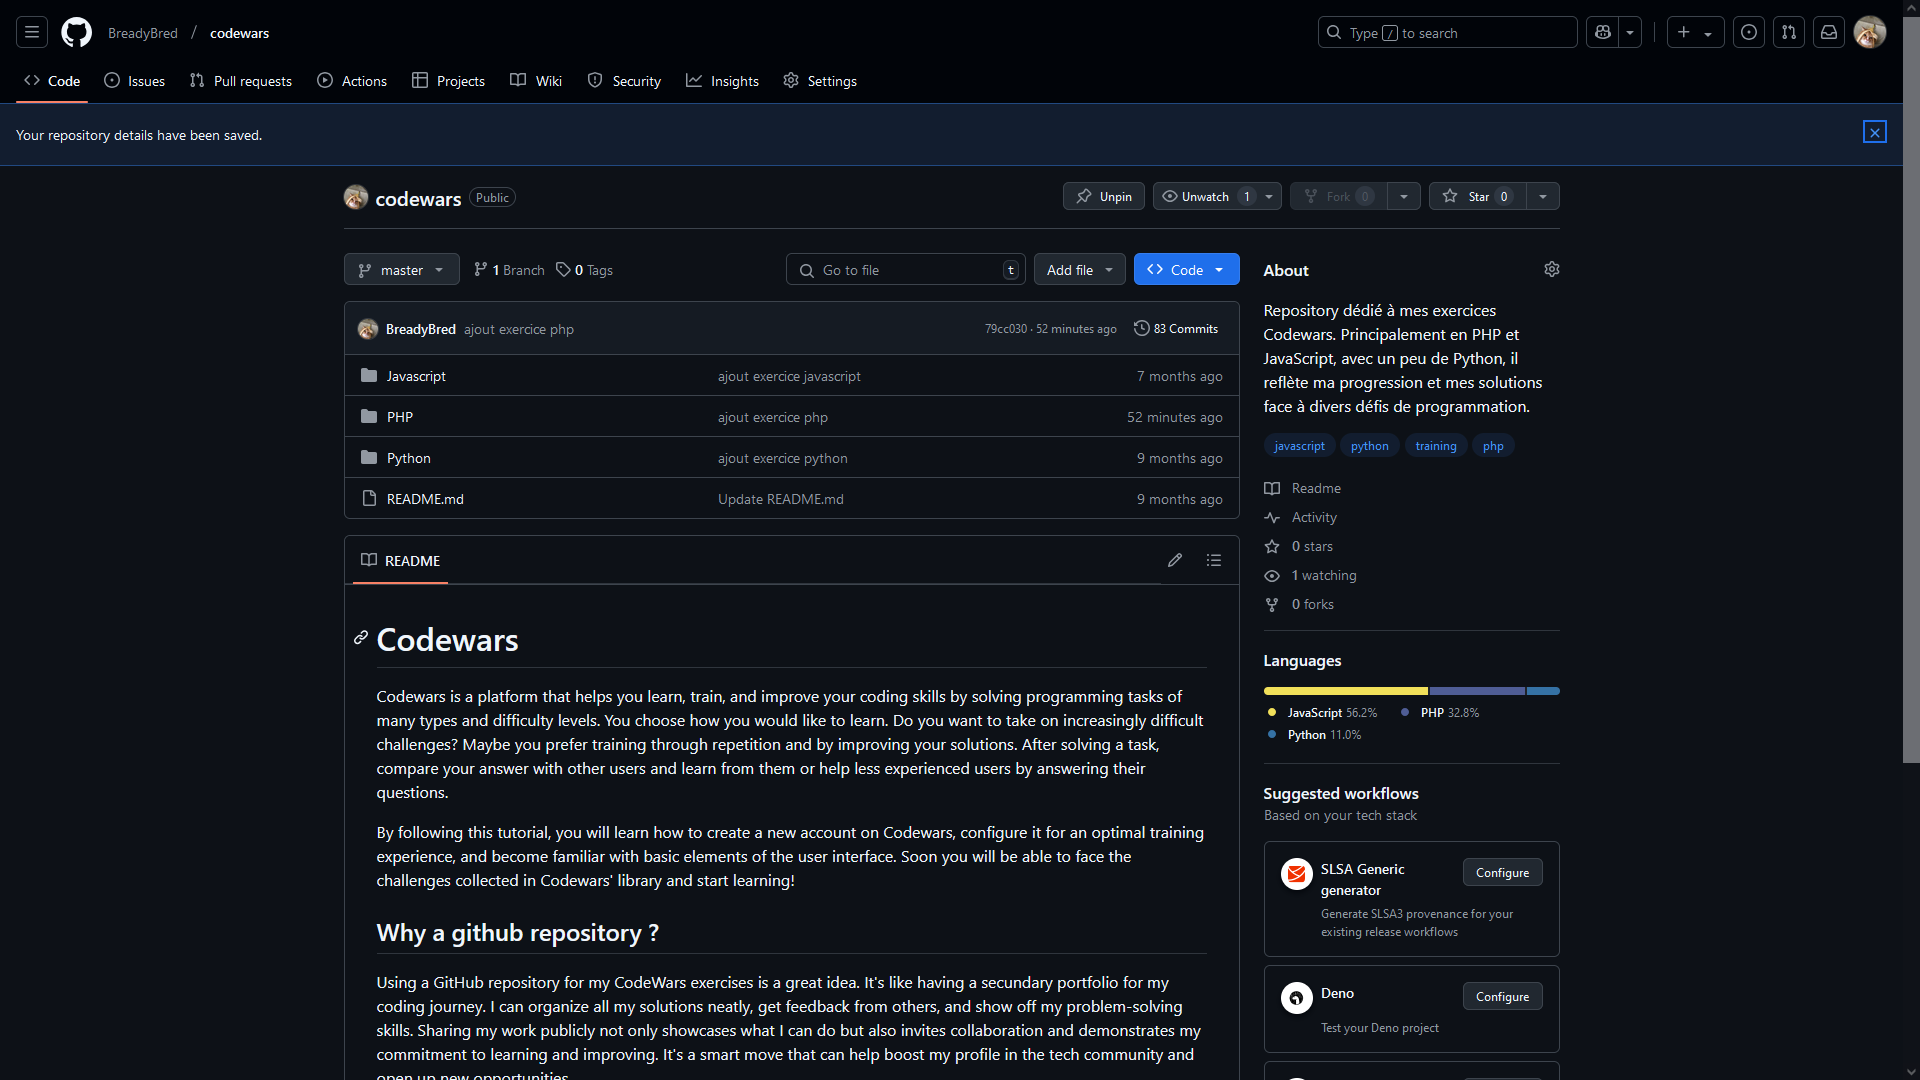 BreadyBred / codewars
Type / to search
Code Issues Pull requests Actions Projects Wiki Security Insights Settings
Your repository details have been saved.
codewars Public
Unpin Unwatch 1 Fork 0 Star 0
master 1 Branch 0 Tags Go to file t Add file Code
BreadyBred ajout exercice php 79cc030 · 52 minutes ago 83 Commits
Javascript ajout exercice javascript 7 months ago
PHP ajout exercice php 52 minutes ago
Python ajout exercice python 9 months ago
README.md Update README.md 9 months ago
README
Codewars
Codewars is a platform that helps you learn, train, and improve your coding skills by solving programming tasks of
many types and difficulty levels. You choose how you would like to learn. Do you want to take on increasingly difficult
challenges? Maybe you prefer training through repetition and by improving your solutions. After solving a task,
compare your answer with other users and learn from them or help less experienced users by answering their
questions.
By following this tutorial, you will learn how to create a new account on Codewars, configure it for an optimal training
experience, and become familiar with basic elements of the user interface. Soon you will be able to face the
challenges collected in Codewars' library and start learning!
Why a github repository ?
Using a GitHub repository for my CodeWars exercises is a great idea. It's like having a secundary portfolio for my
coding journey. I can organize all my solutions neatly, get feedback from others, and show off my problem-solving
skills. Sharing my work publicly not only showcases what I can do but also invites collaboration and demonstrates my
commitment to learning and improving. It's a smart move that can help boost my profile in the tech community and
open up new opportunities.
About
Repository dédié à mes exercices
Codewars. Principalement en PHP et
JavaScript, avec un peu de Python, il
reflète ma progression et mes solutions
face à divers défis de programmation.
javascript python training php
Readme
Activity
0 stars
1 watching
0 forks
Languages
JavaScript 56.2% PHP 32.8%
Python 11.0%
Suggested workflows
Based on your tech stack
SLSA Generic
generator
Configure
Generate SLSA3 provenance for your
existing release workflows
Deno
Configure
Test your Deno project